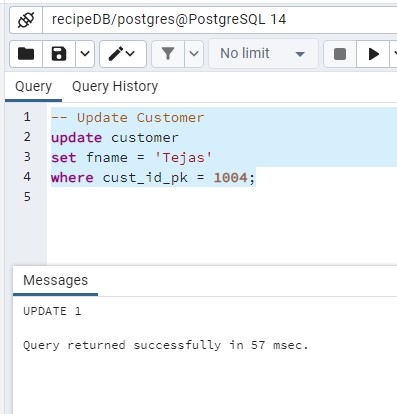 recipeDB/postgres@PostgreSQL 14
No limit
Query Query History
1 -- Update Customer
2 update customer
3 set fname = 'Tejas'
4 where cust_id_pk = 1004;
5
Messages
UPDATE 1
Query returned successfully in 57 msec.